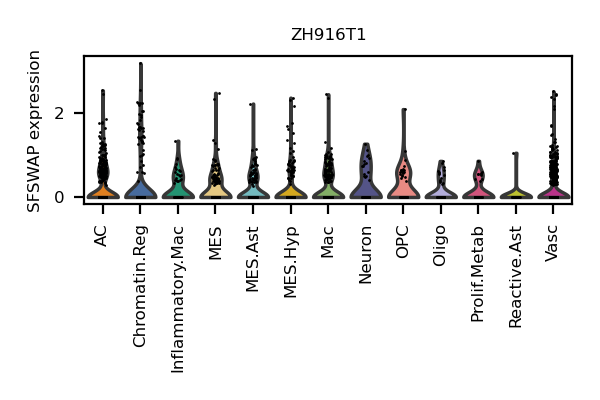 ZH916T1
SFSWAP expression
2
0
AC
Chromatin.Reg
Inflammatory.Mac
MES
MES.Ast
MES.Hyp
Mac
Neuron
OPC
Oligo
Prolif.Metab
Reactive.Ast
Vasc